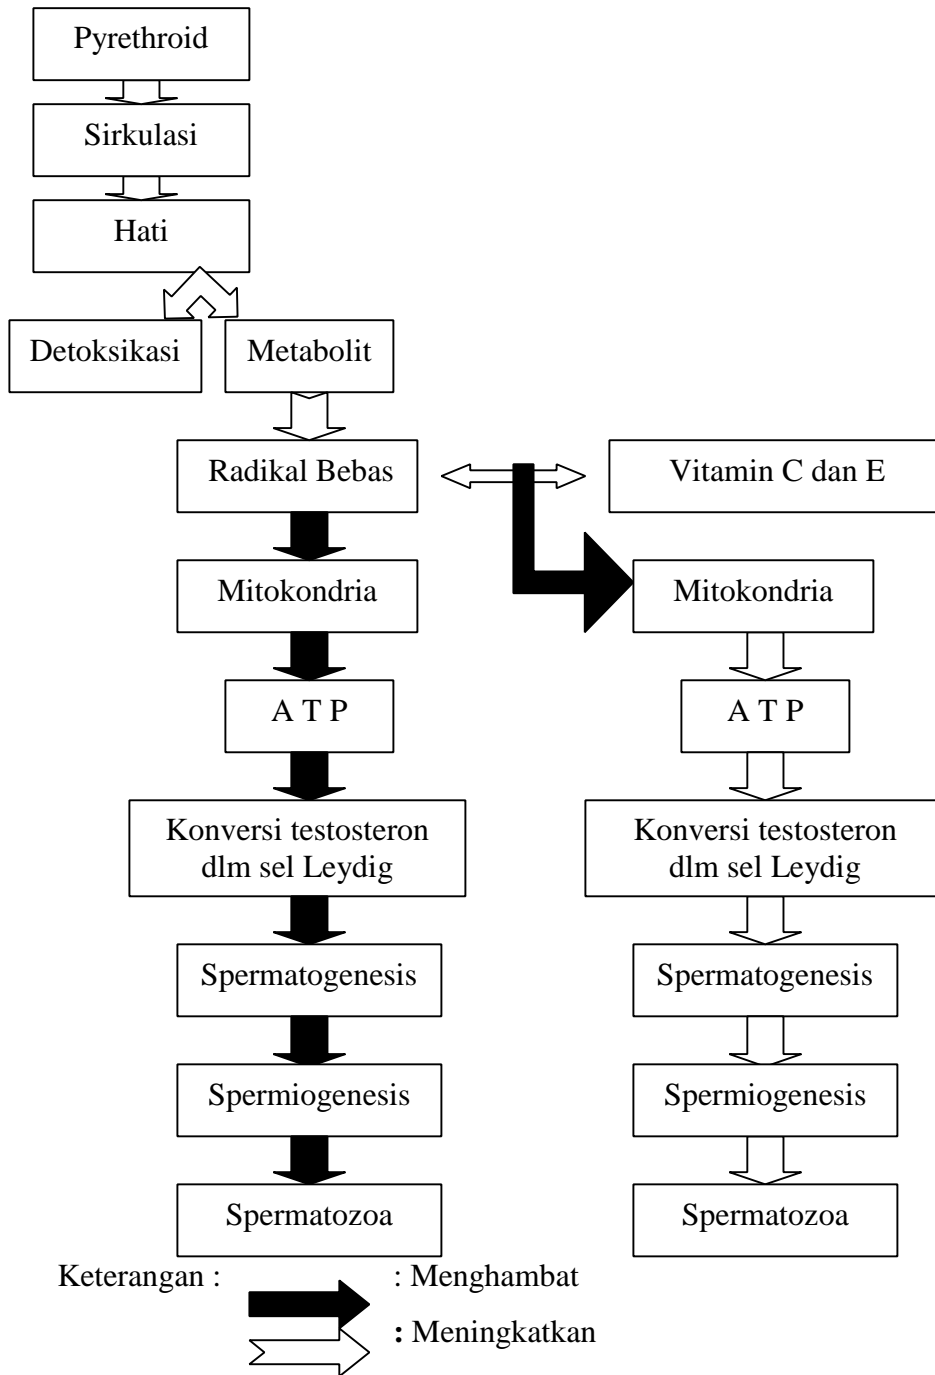 Pyrethroid
Sirkulasi
Hati
Detoksikasi
Metabolit
Radikal Bebas
Vitamin C dan E
Mitokondria
Mitokondria
A T P
A T P
Konversi testosteron
dlm sel Leydig
Konversi testosteron
dlm sel Leydig
Spermatogenesis
Spermatogenesis
Spermiogenesis
Spermiogenesis
Spermatozoa
Spermatozoa
Keterangan :
: Menghambat
: Meningkatkan